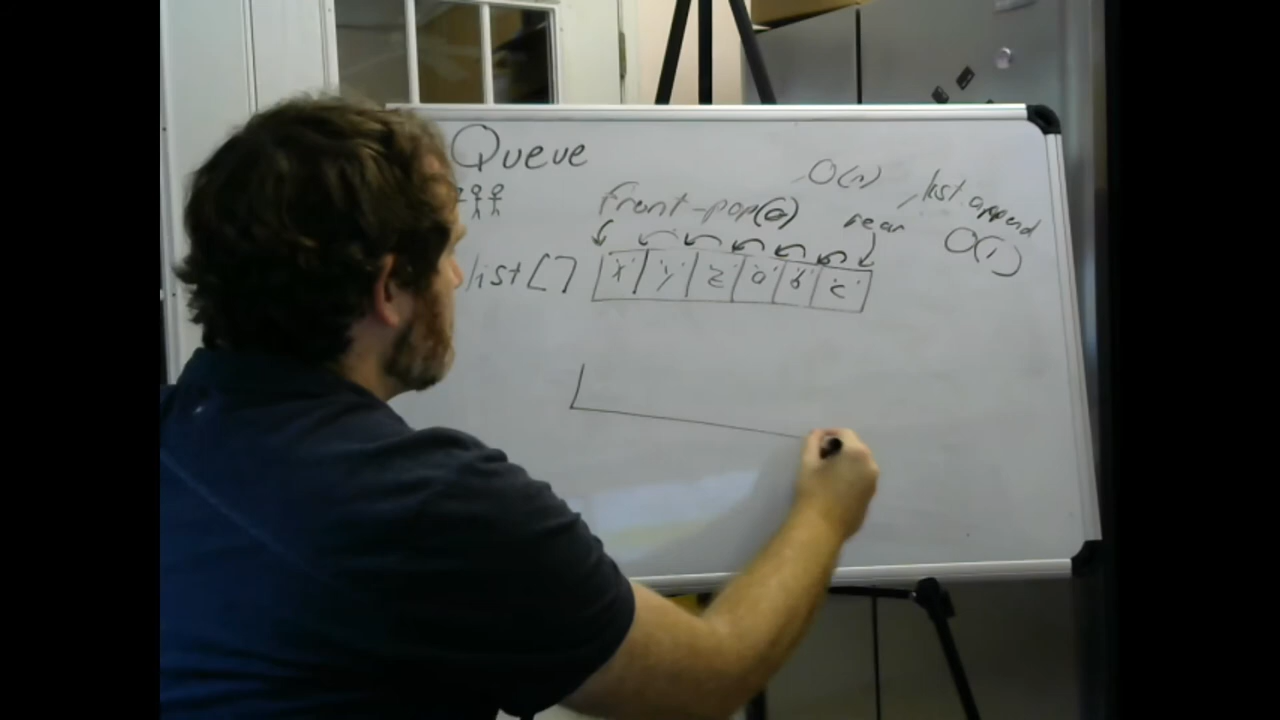 Queue
O(n)
front-pop(0)
rear
list append
O(1)
list[] 'x' 'y' 'z' 'a' 'b' 'c'